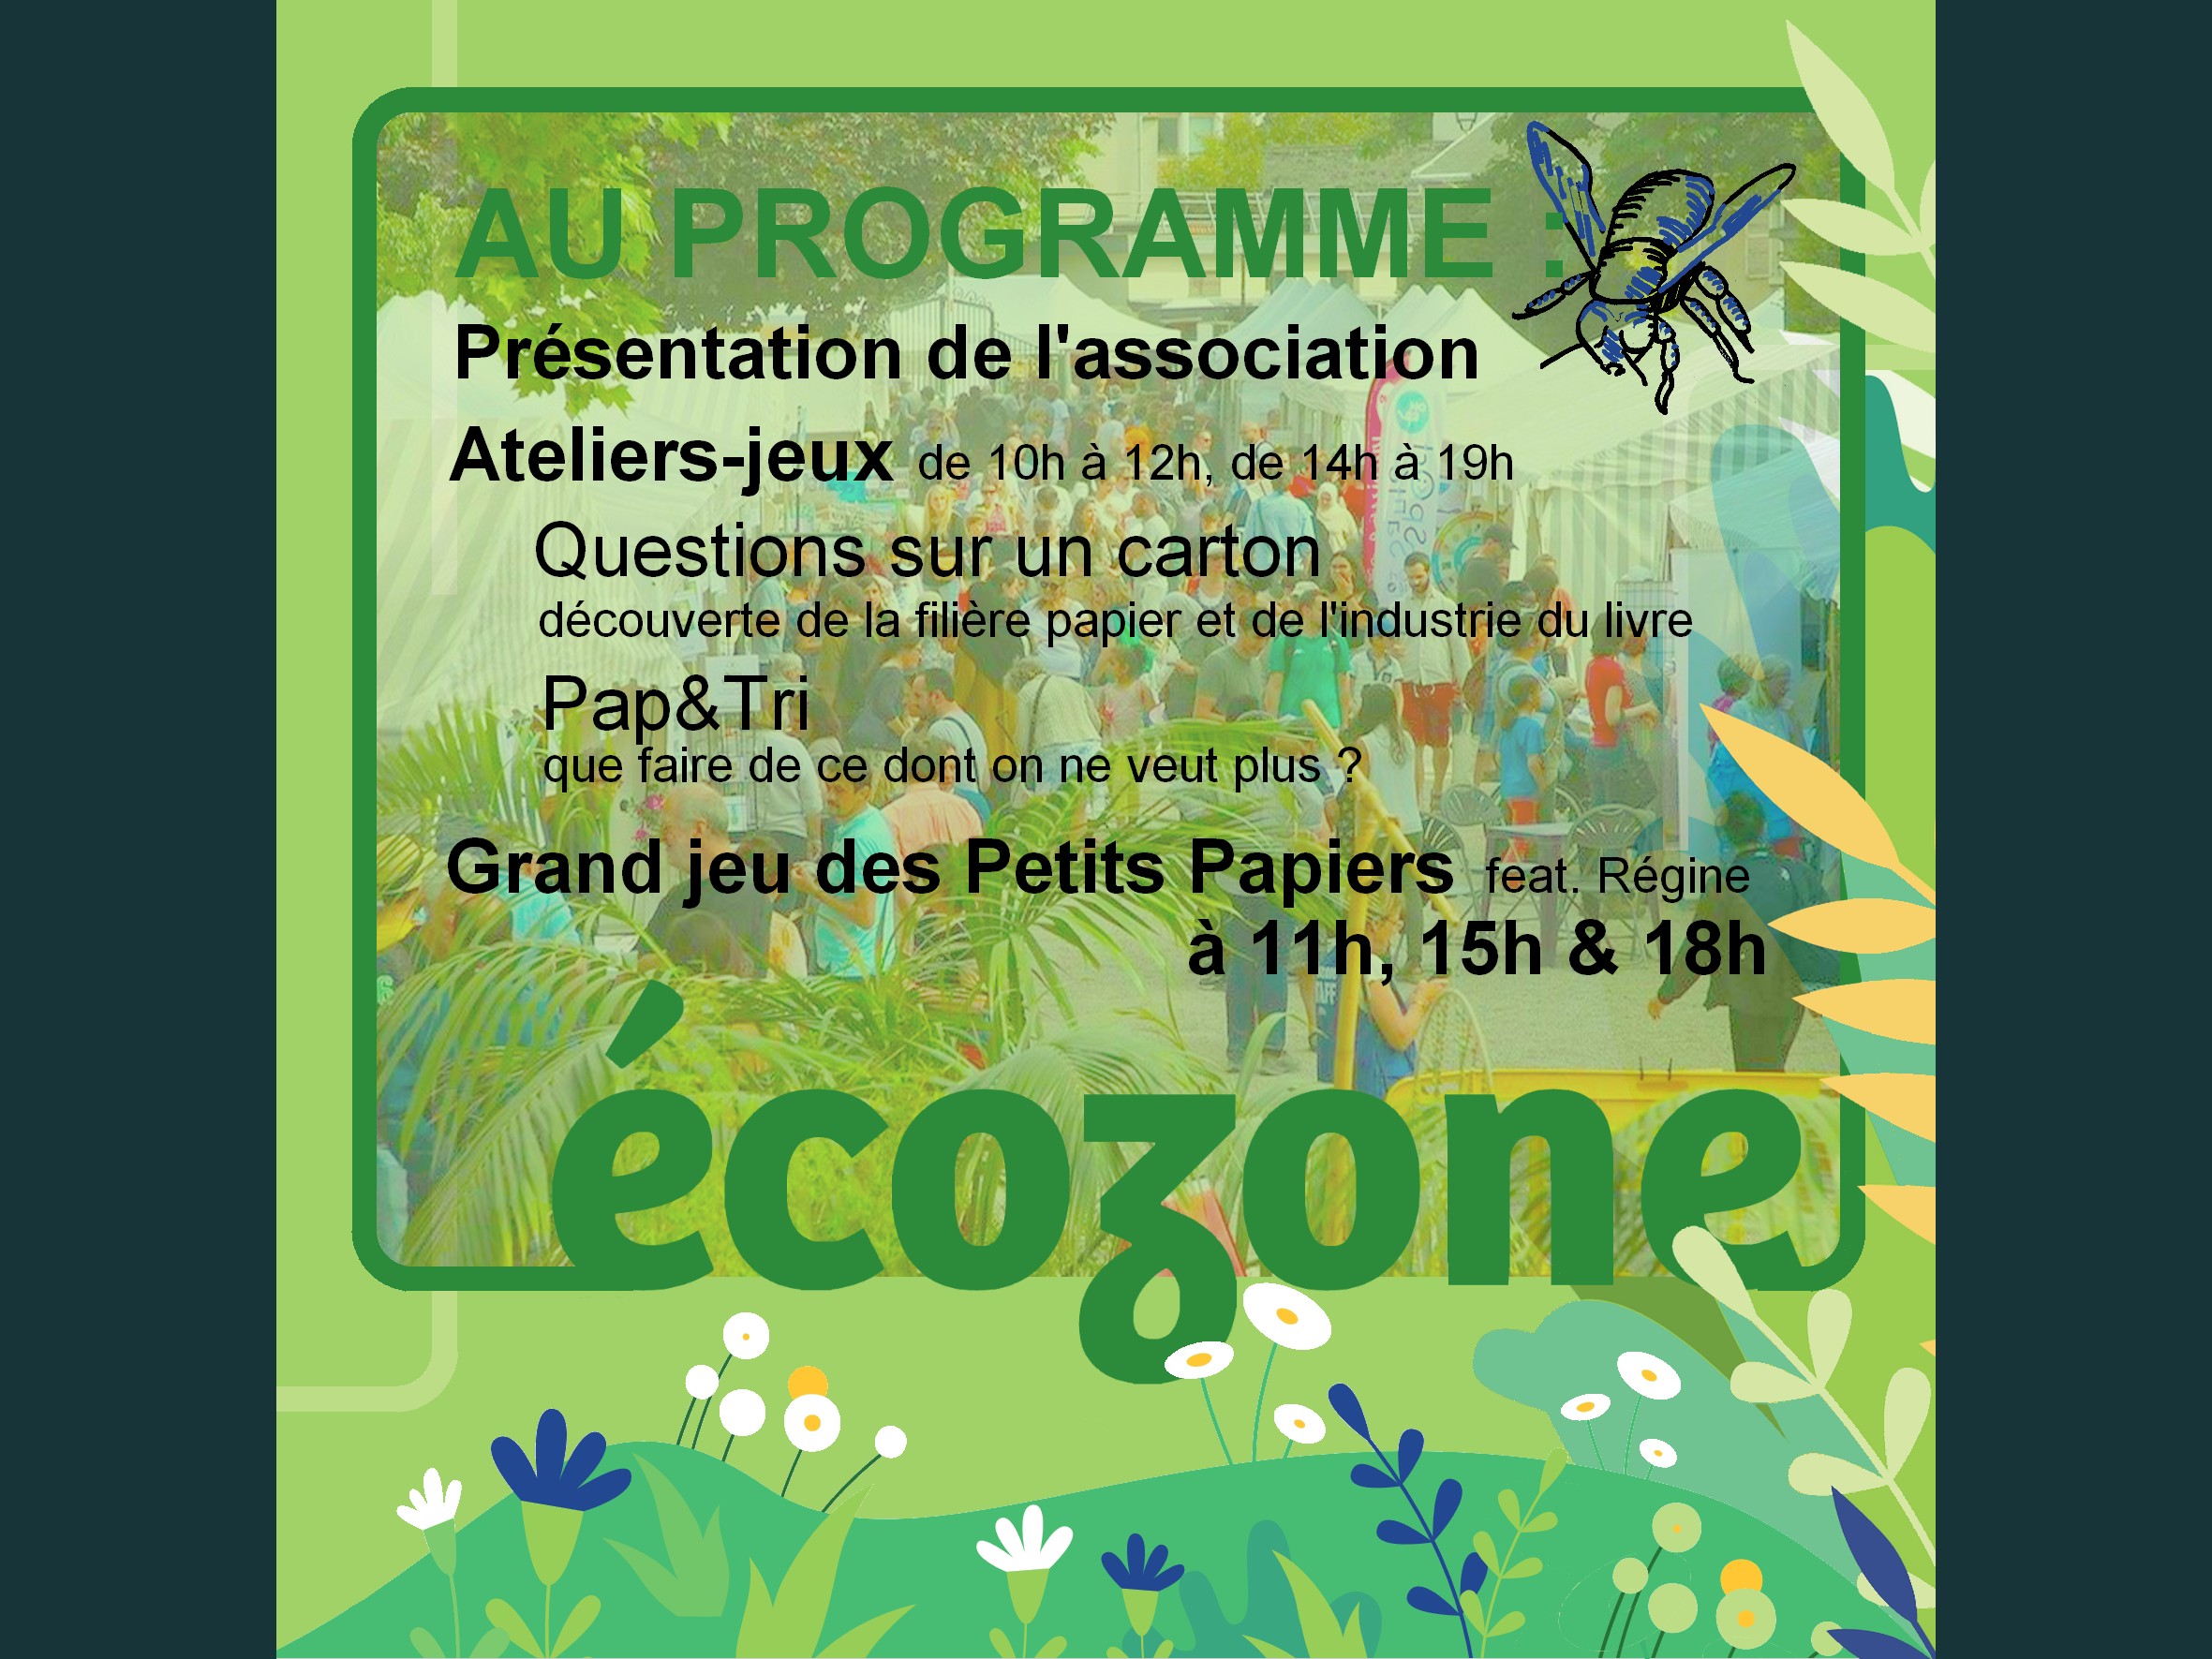 AU PROGRAMME :
Présentation de l'association
Ateliers-jeux de 10h à 12h, de 14h à 19h
Questions sur un carton
découverte de la filière papier et de l'industrie du livre
Pap&Tri
que faire de ce dont on ne veut plus ?
Grand jeu des Petits Papiers feat. Régine
à 11h, 15h & 18h
STAFF
écozone